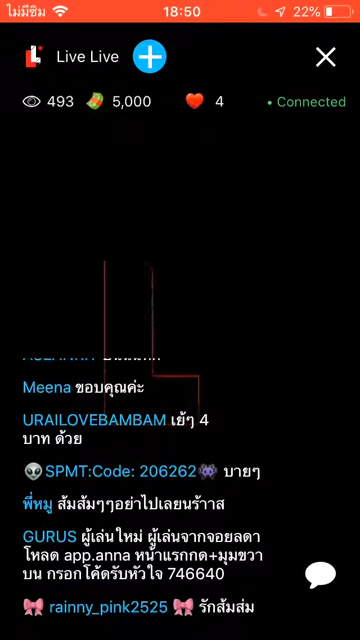 ไม่มีซิม 18:50 22%
Live Live
493 5,000 4 • Connected
Meena ขอบคุณค่ะ
URAILOVEBAMBAM เย้ๆ 4
บาท ด้วย
👽SPMT:Code: 206262👾 บายๆ
พี่หมู ส้มส้มๆๆอย่าไปเลยนร้าาส
GURUS ผู้เล่นใหม่ ผู้เล่นจากจอยลดา
โหลด app.anna หน้าแรกกด+มุมขวา
บน กรอกโค้ดรับหัวใจ 746640
🎀 rainny_pink2525 🎀 รักส้มส่ม